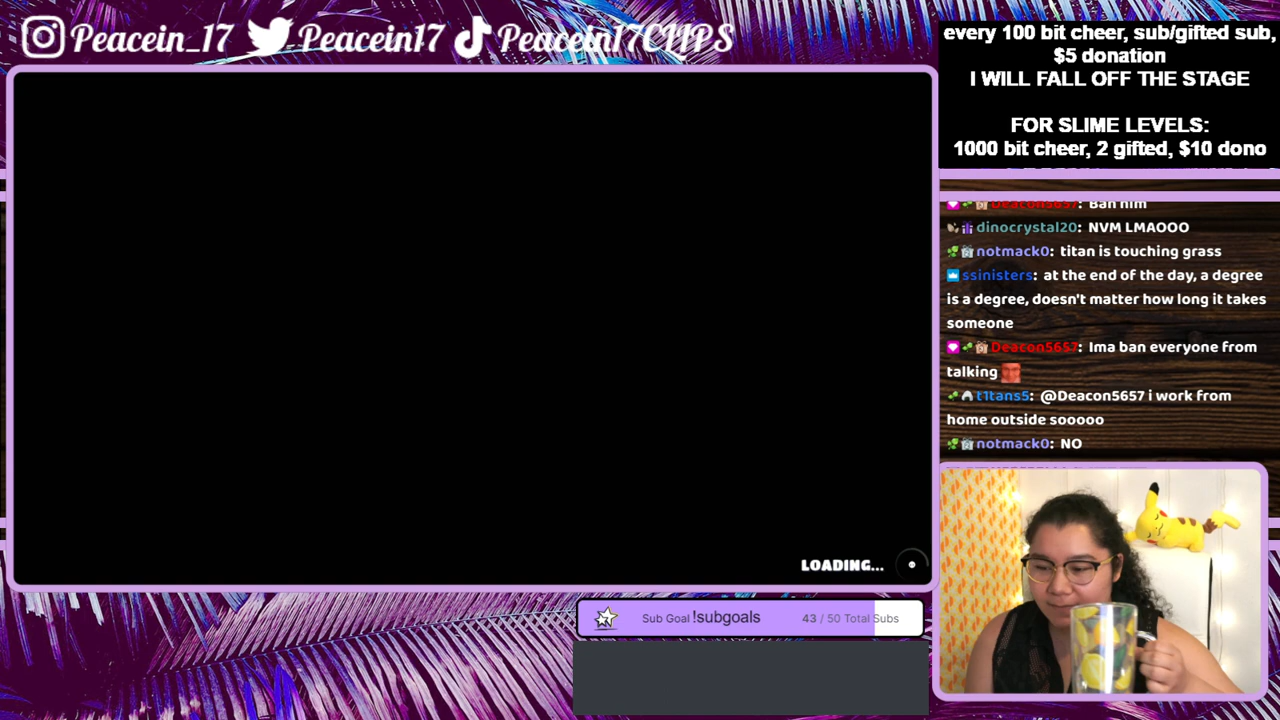 Peacein_17 Peacein17 Peacein17CLIPS
every 100 bit cheer, sub/gifted sub,
$5 donation
I WILL FALL OFF THE STAGE
FOR SLIME LEVELS:
1000 bit cheer, 2 gifted, $10 dono
Deacon5657: Ban him
dinocrystal20: NVM LMAOOO
notmack0: titan is touching grass
ssinisters: at the end of the day, a degree
is a degree, doesn't matter how long it takes
someone
Deacon5657: Ima ban everyone from
talking
t1tans5: @Deacon5657 i work from
home outside sooooo
notmack0: NO
LOADING...
Sub Goal !subgoals 43 / 50 Total Subs